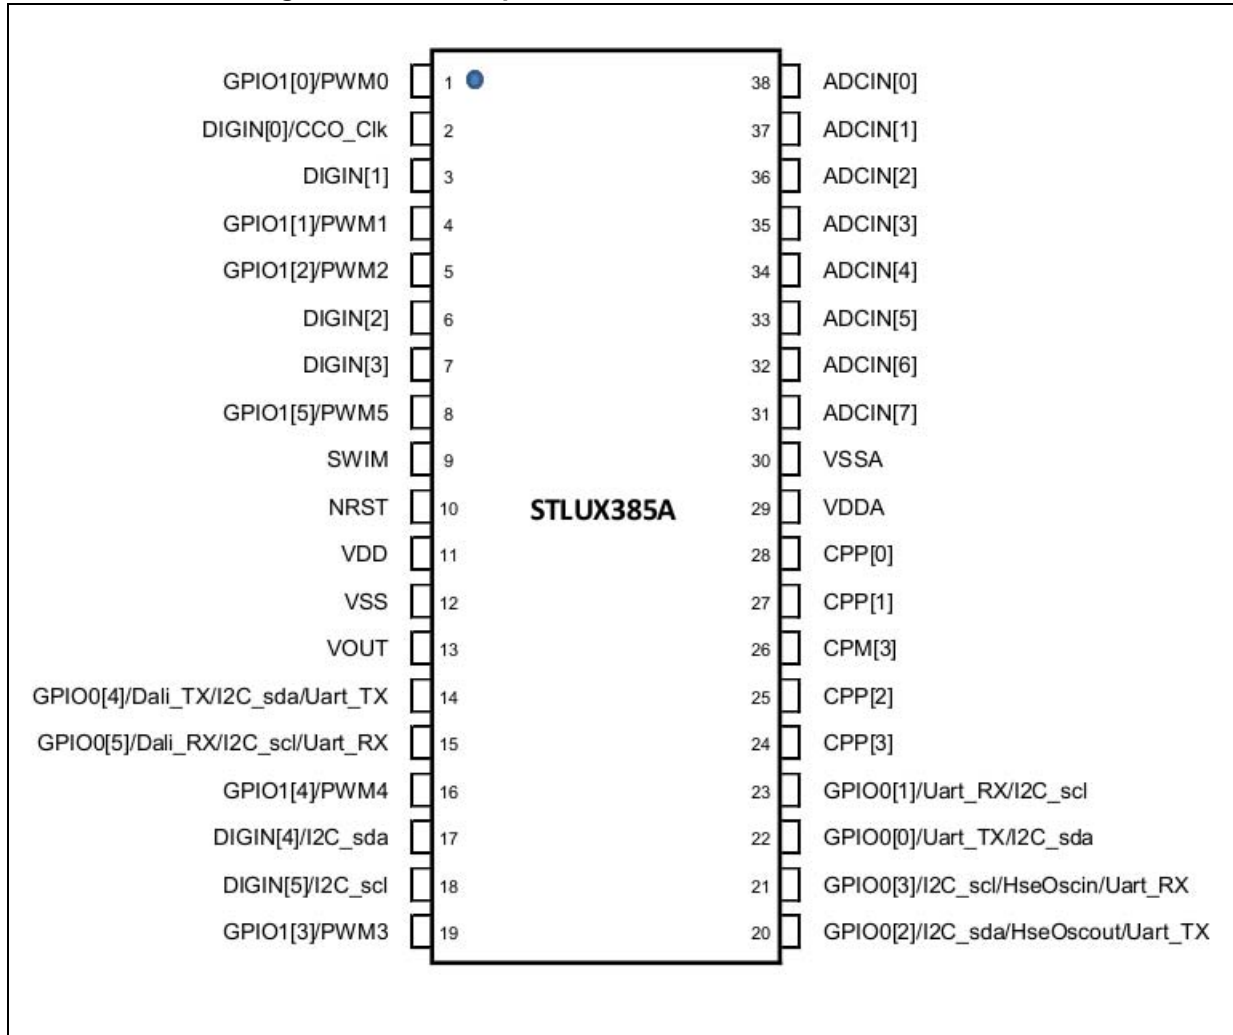 GPIO1[0]/PWM0 1 38 ADCIN[0]
DIGIN[0]/CCO_Clk 2 37 ADCIN[1]
DIGIN[1] 3 36 ADCIN[2]
GPIO1[1]/PWM1 4 35 ADCIN[3]
GPIO1[2]/PWM2 5 34 ADCIN[4]
DIGIN[2] 6 33 ADCIN[5]
DIGIN[3] 7 32 ADCIN[6]
GPIO1[5]/PWM5 8 31 ADCIN[7]
SWIM 9 30 VSSA
NRST 10 STLUX385A 29 VDDA
VDD 11 28 CPP[0]
VSS 12 27 CPP[1]
VOUT 13 26 CPM[3]
GPIO0[4]/Dali_TX/I2C_sda/Uart_TX 14 25 CPP[2]
GPIO0[5]/Dali_RX/I2C_scl/Uart_RX 15 24 CPP[3]
GPIO1[4]/PWM4 16 23 GPIO0[1]/Uart_RX/I2C_scl
DIGIN[4]/I2C_sda 17 22 GPIO0[0]/Uart_TX/I2C_sda
DIGIN[5]/I2C_scl 18 21 GPIO0[3]/I2C_scl/HseOscin/Uart_RX
GPIO1[3]/PWM3 19 20 GPIO0[2]/I2C_sda/HseOscout/Uart_TX